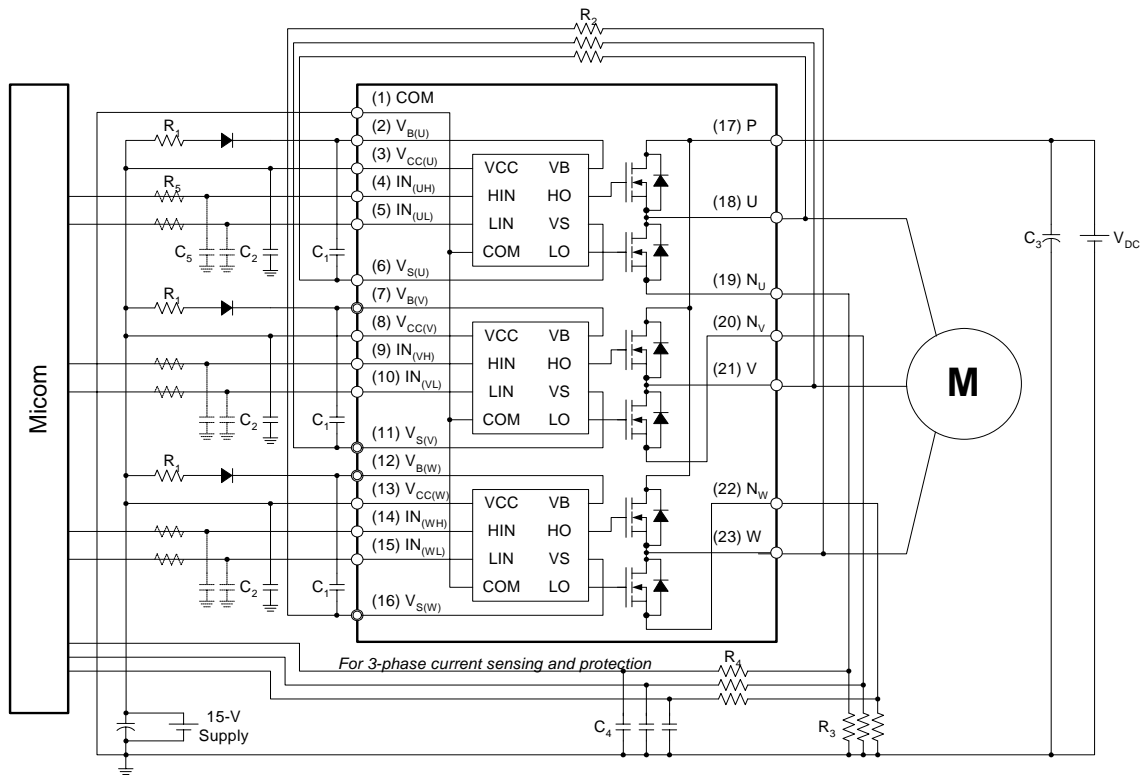 R2
Micom
(1) COM
(2) VB(U)
(3) VCC(U)
(4) IN(UH)
(5) IN(UL)
(6) VS(U)
(7) VB(V)
(8) VCC(V)
(9) IN(VH)
(10) IN(VL)
(11) VS(V)
(12) VB(W)
(13) VCC(W)
(14) IN(WH)
(15) IN(WL)
(16) VS(W)
R1
R5
C5
C2
C1
R1
C2
C1
R1
C2
C1
VCC VB
HIN HO
LIN VS
COM LO
VCC VB
HIN HO
LIN VS
COM LO
VCC VB
HIN HO
LIN VS
COM LO
(17) P
(18) U
(19) NU
(20) NV
(21) V
(22) NW
(23) W
C3
VDC
M
For 3-phase current sensing and protection
R4
C4
R3
15-V
Supply